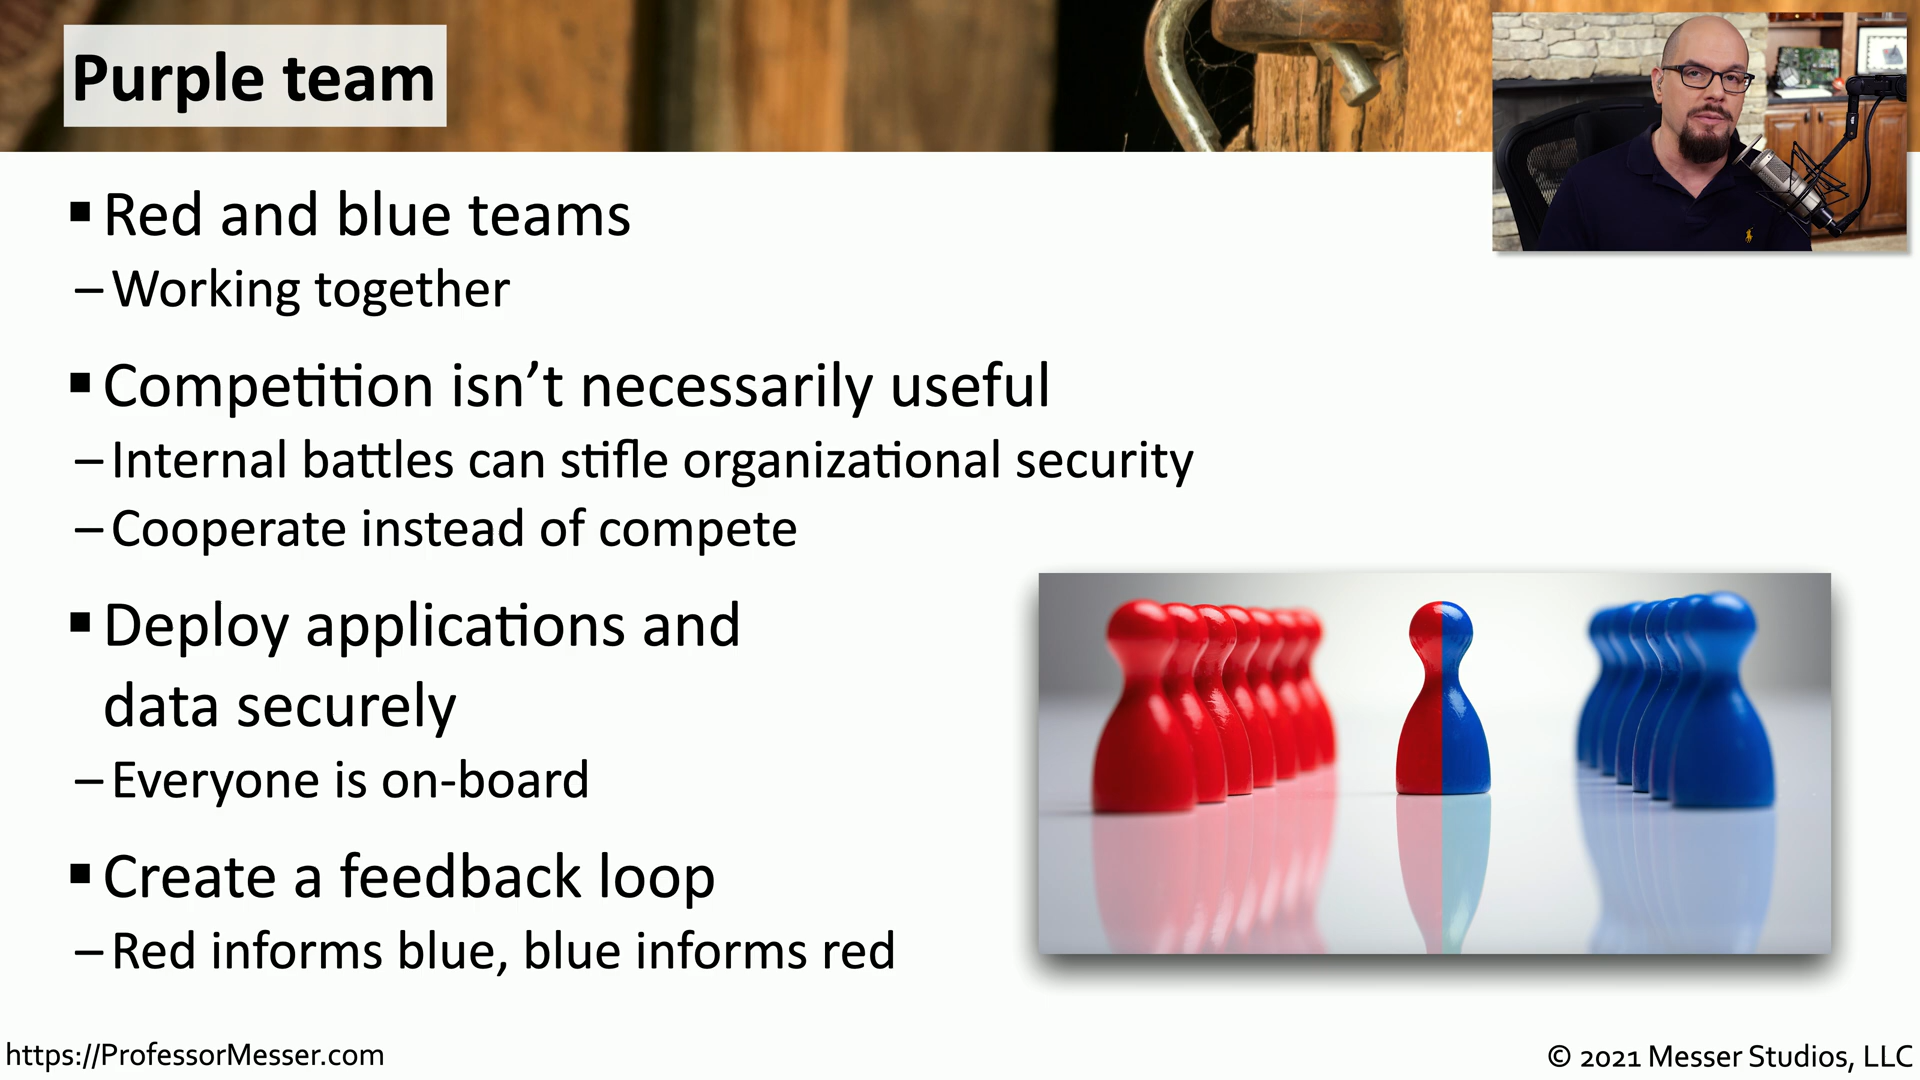 Purple team
▪ Red and blue teams
– Working together
▪ Competition isn’t necessarily useful
– Internal battles can stifle organizational security
– Cooperate instead of compete
▪ Deploy applications and
data securely
– Everyone is on-board
▪ Create a feedback loop
– Red informs blue, blue informs red
https://ProfessorMesser.com
© 2021 Messer Studios, LLC